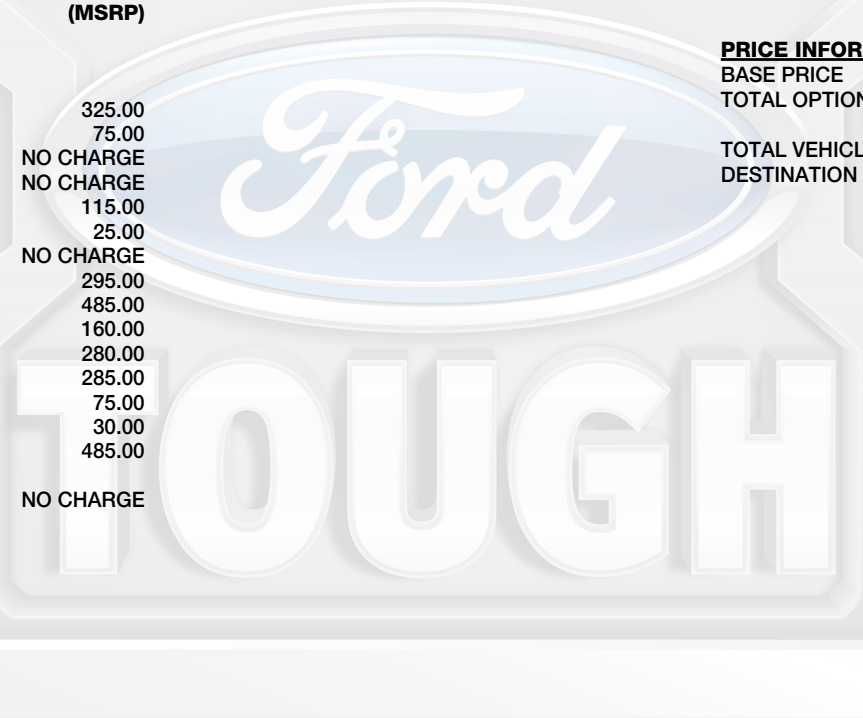 (MSRP)
325.00
75.00
NO CHARGE
NO CHARGE
115.00
25.00
NO CHARGE
295.00
485.00
160.00
280.00
285.00
75.00
30.00
485.00
NO CHARGE
PRICE INFOR
BASE PRICE
TOTAL OPTION
TOTAL VEHICL
DESTINATION
Ford
TOUGH